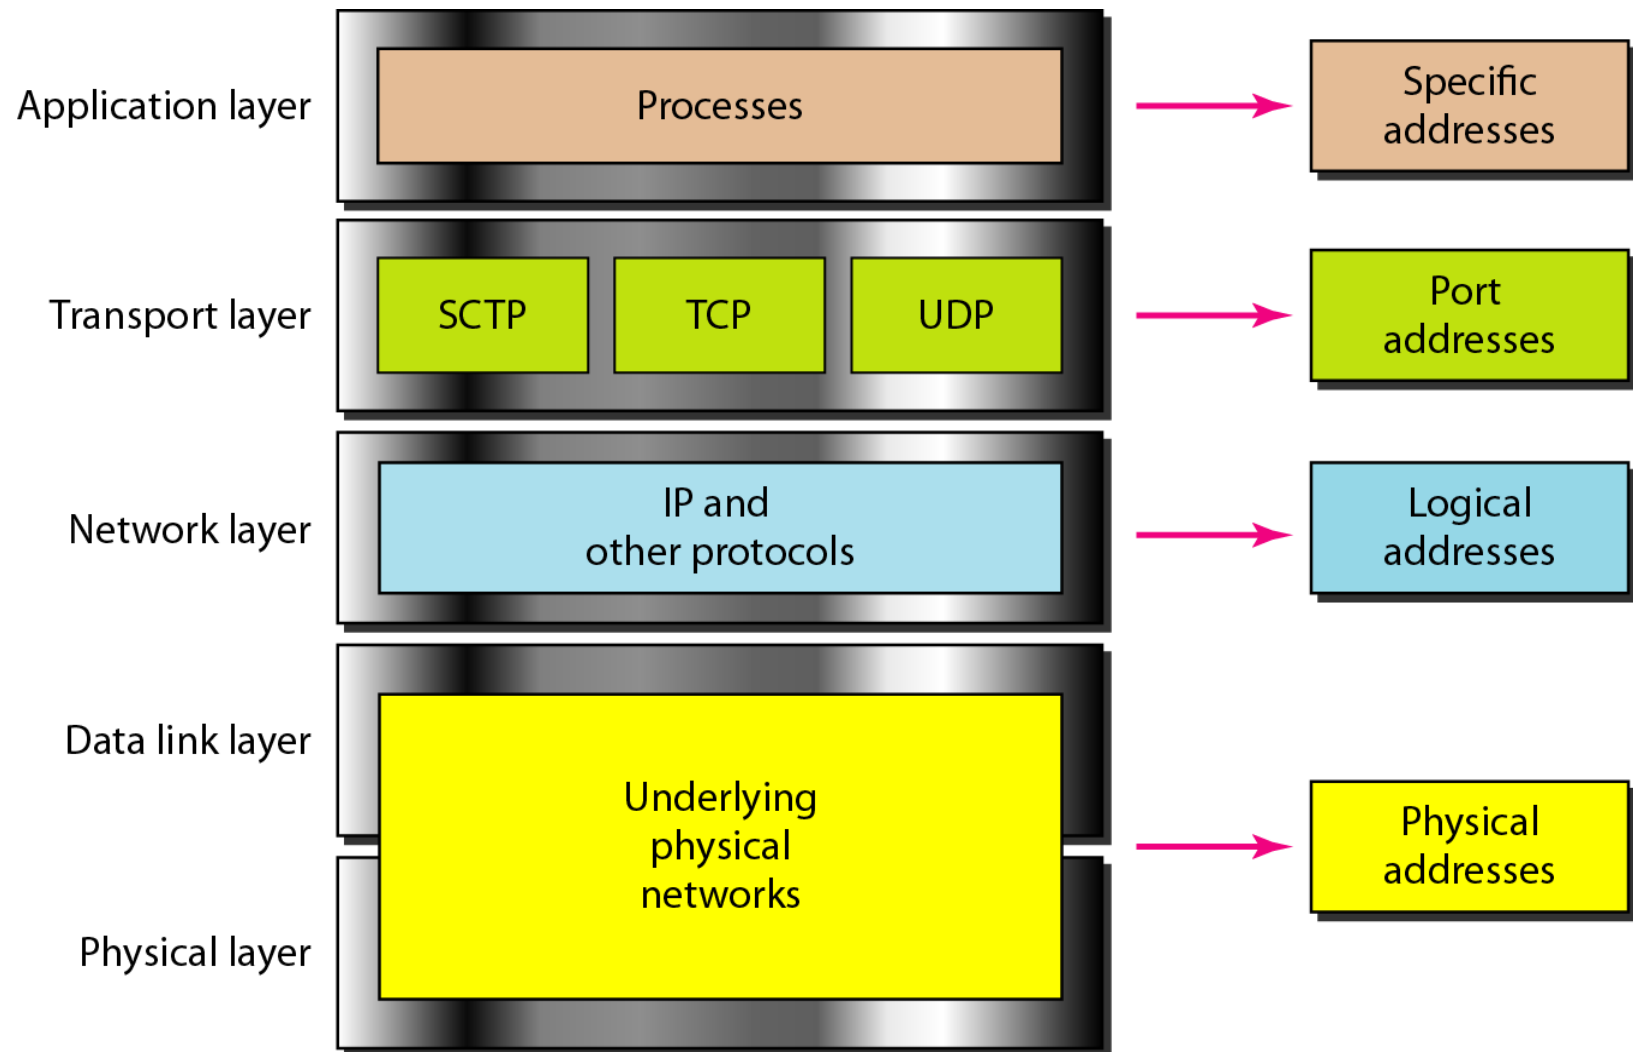 Application layer
Processes
Specific
addresses
Transport layer
SCTP
TCP
UDP
Port
addresses
Network layer
IP and
other protocols
Logical
addresses
Data link layer
Underlying
physical
networks
Physical
addresses
Physical layer